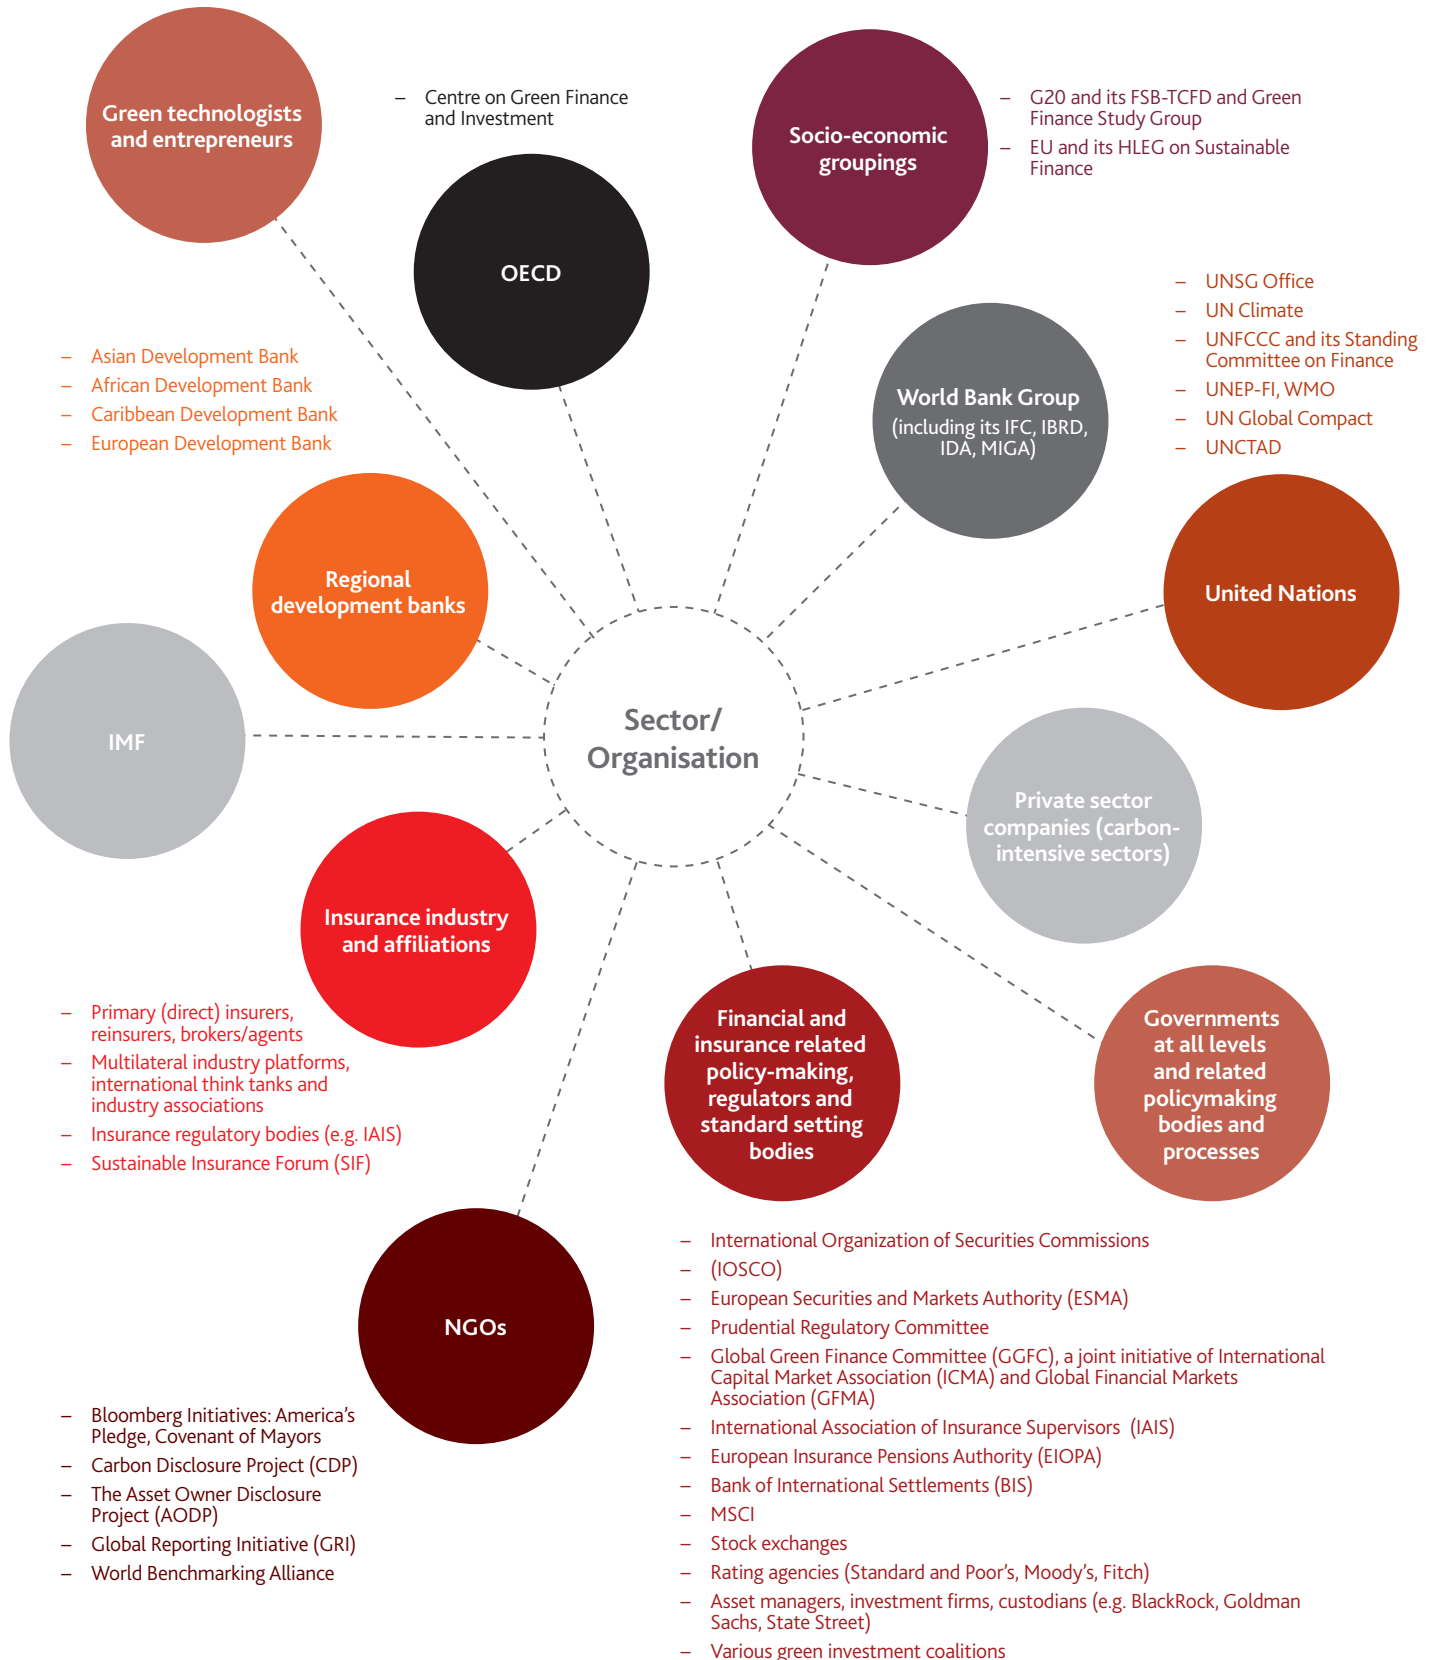 Green technologists
and entrepreneurs
– Centre on Green Finance
and Investment
OECD
Socio-economic
groupings
– G20 and its FSB-TCFD and Green
Finance Study Group
– EU and its HLEG on Sustainable
Finance
World Bank Group
(including its IFC, IBRD,
IDA, MIGA)
– UNSG Office
– UN Climate
– UNFCCC and its Standing
Committee on Finance
– UNEP-FI, WMO
– UN Global Compact
– UNCTAD
United Nations
– Asian Development Bank
– African Development Bank
– Caribbean Development Bank
– European Development Bank
Regional
development banks
IMF
Sector/
Organisation
Private sector
companies (carbon-
intensive sectors)
Insurance industry
and affiliations
– Primary (direct) insurers,
reinsurers, brokers/agents
– Multilateral industry platforms,
international think tanks and
industry associations
– Insurance regulatory bodies (e.g. IAIS)
– Sustainable Insurance Forum (SIF)
Financial and
insurance related
policy-making,
regulators and
standard setting
bodies
Governments
at all levels
and related
policymaking
bodies and
processes
NGOs
– Bloomberg Initiatives: America's
Pledge, Covenant of Mayors
– Carbon Disclosure Project (CDP)
– The Asset Owner Disclosure
Project (AODP)
– Global Reporting Initiative (GRI)
– World Benchmarking Alliance
– International Organization of Securities Commissions
– (IOSCO)
– European Securities and Markets Authority (ESMA)
– Prudential Regulatory Committee
– Global Green Finance Committee (GGFC), a joint initiative of International
Capital Market Association (ICMA) and Global Financial Markets
Association (GFMA)
– International Association of Insurance Supervisors (IAIS)
– European Insurance Pensions Authority (EIOPA)
– Bank of International Settlements (BIS)
– MSCI
– Stock exchanges
– Rating agencies (Standard and Poor's, Moody's, Fitch)
– Asset managers, investment firms, custodians (e.g. BlackRock, Goldman
Sachs, State Street)
– Various green investment coalitions